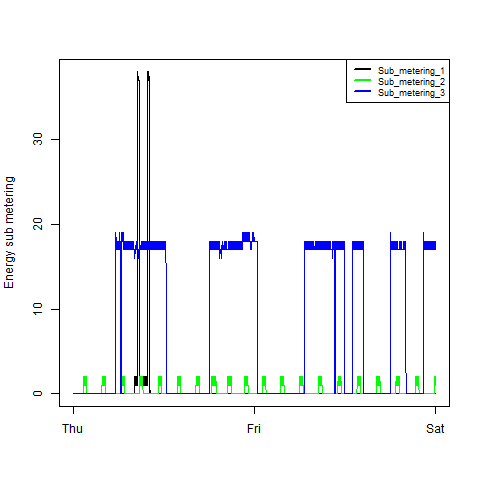 Sub_metering_1
Sub_metering_2
Sub_metering_3
Energy sub metering
30
20
10
0
Thu Fri Sat